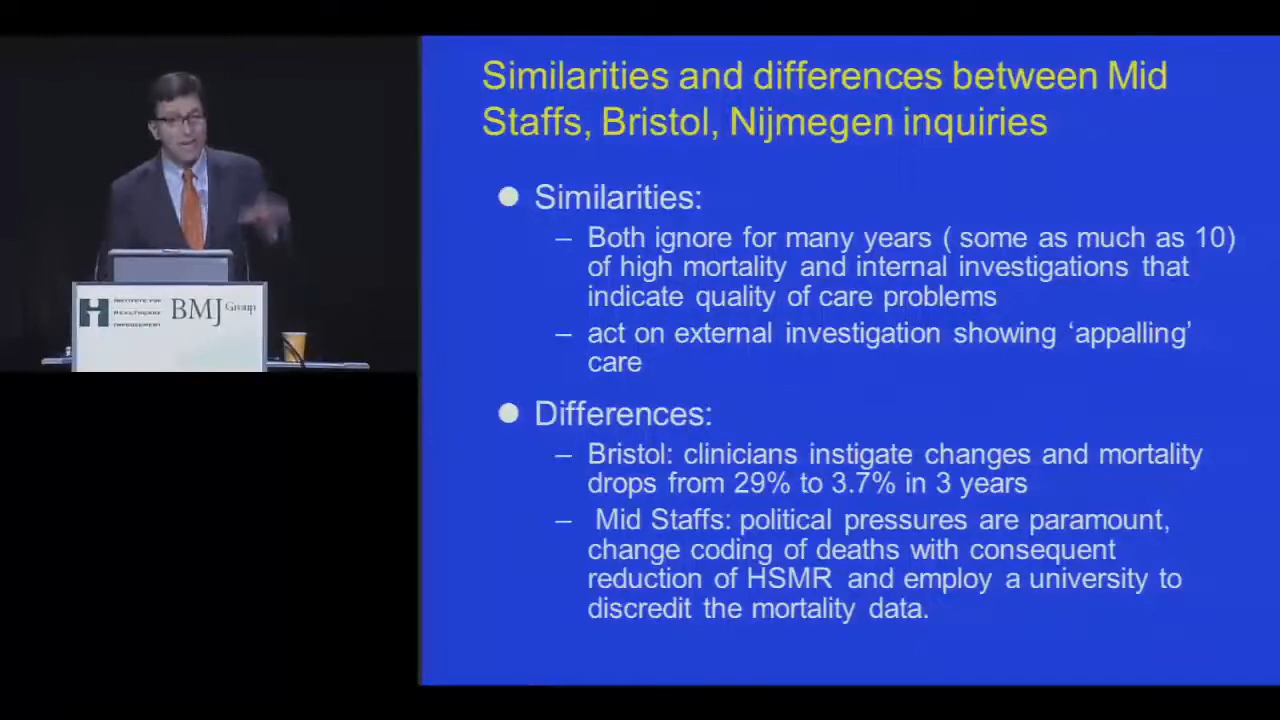 Similarities and differences between Mid
Staffs, Bristol, Nijmegen inquiries
● Similarities:
– Both ignore for many years ( some as much as 10)
of high mortality and internal investigations that
indicate quality of care problems
– act on external investigation showing ‘appalling’
care
● Differences:
– Bristol: clinicians instigate changes and mortality
drops from 29% to 3.7% in 3 years
– Mid Staffs: political pressures are paramount,
change coding of deaths with consequent
reduction of HSMR and employ a university to
discredit the mortality data.
INSTITUTE FOR
HEALTHCARE
IMPROVEMENT
BMJ Group